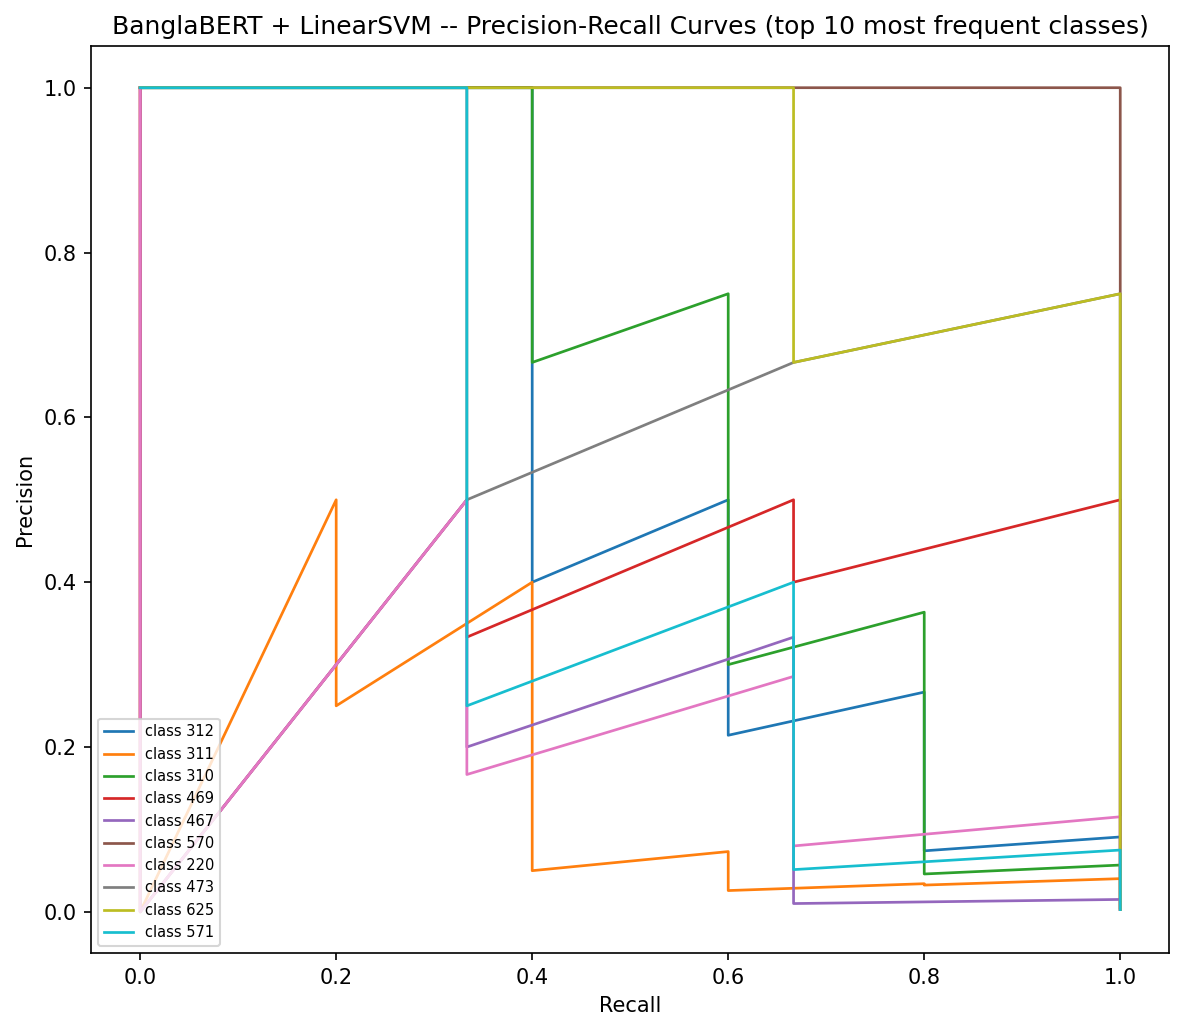 BanglaBERT + LinearSVM -- Precision-Recall Curves (top 10 most frequent classes)
1.0
0.8
0.6
0.4
0.2
0.0
Precision
class 312
class 311
class 310
class 469
class 467
class 570
class 220
class 473
class 625
class 571
0.0 0.2 0.4 0.6 0.8 1.0
Recall